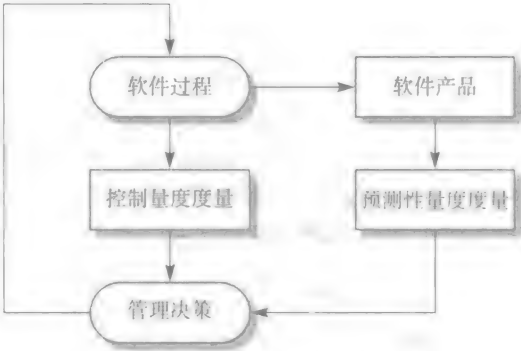 软件过程
软件产品
控制量度度量
预测性量度度量
管理决策